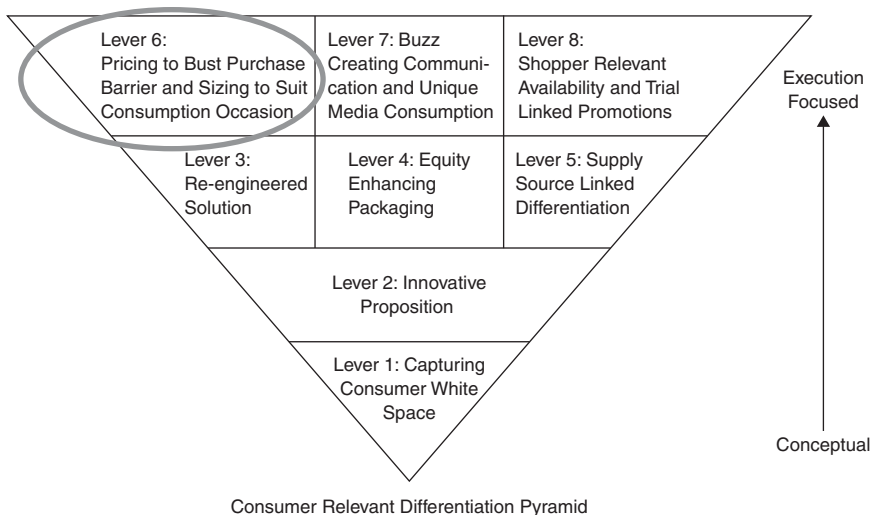 Lever 6:
Pricing to Bust Purchase
Barrier and Sizing to Suit
Consumption Occasion
Lever 7: Buzz
Creating Communi-
cation and Unique
Media Consumption
Lever 8:
Shopper Relevant
Availability and Trial
Linked Promotions
Execution
Focused
Lever 3:
Re-engineered
Solution
Lever 4: Equity
Enhancing
Packaging
Lever 5: Supply
Source Linked
Differentiation
Lever 2: Innovative
Proposition
Lever 1: Capturing
Consumer White
Space
Conceptual
Consumer Relevant Differentiation Pyramid